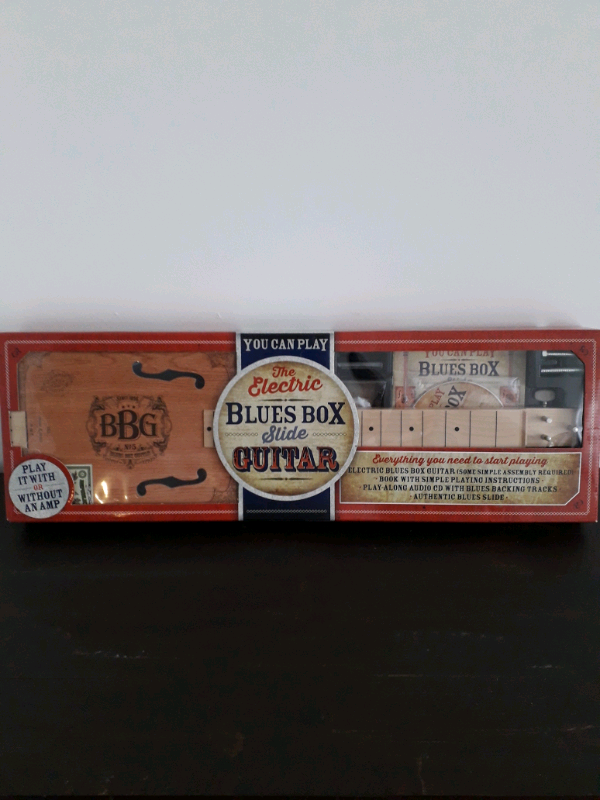 YOU CAN PLAY
The
Electric
BLUES BOX
Slide
GUITAR
BBG
PLAY
IT WITH
OR
WITHOUT
AN AMP
YOU CAN PLAY
BLUES BOX
Everything you need to start playing
ELECTRIC BLUES BOX GUITAR (SOME SIMPLE ASSEMBLY REQUIRED)
· BOOK WITH SIMPLE PLAYING INSTRUCTIONS ·
· PLAY-ALONG AUDIO CD WITH BLUES BACKING TRACKS
· AUTHENTIC BLUES SLIDE ·